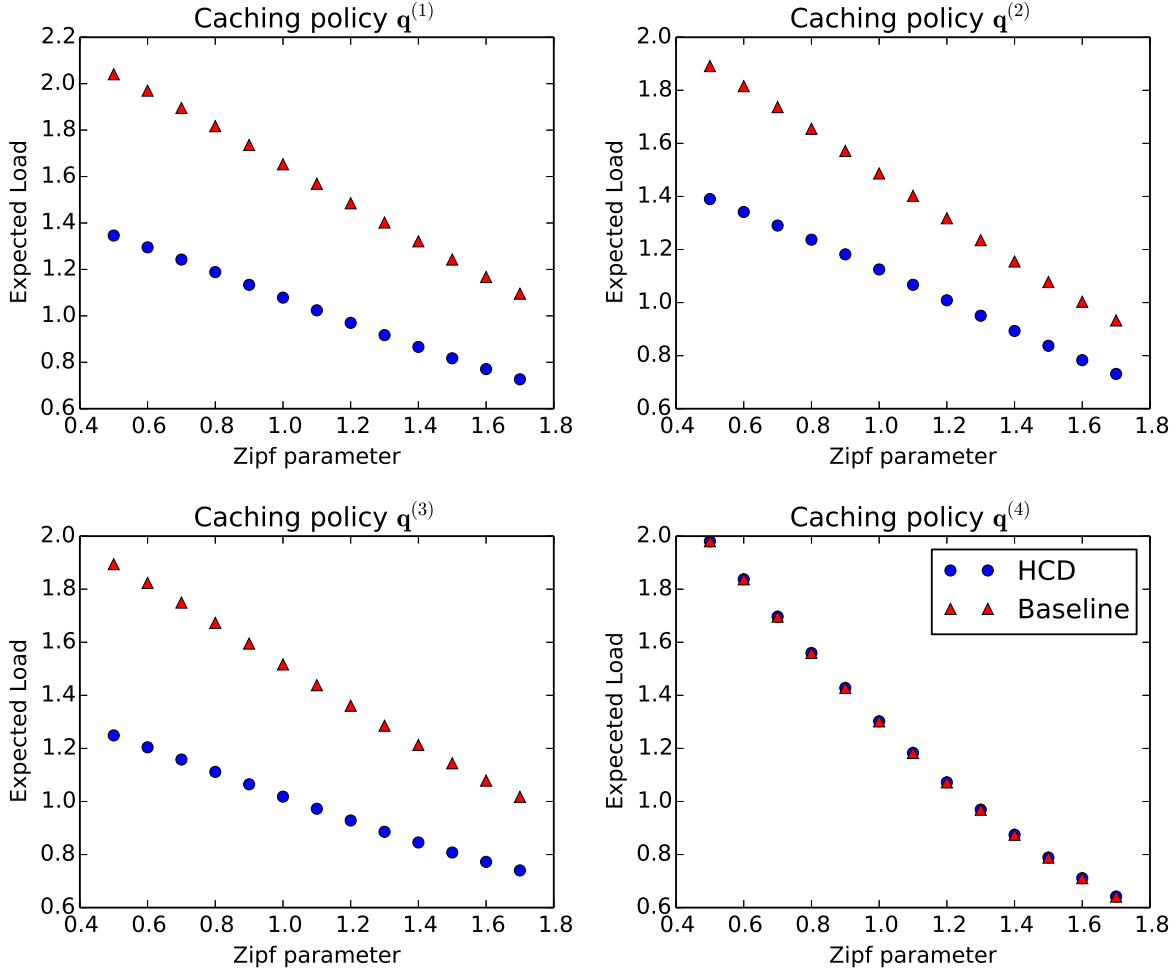 Caching policy q(1)
2.2
2.0
1.8
1.6
1.4
1.2
1.0
0.8
0.6
Expected Load
0.4 0.6 0.8 1.0 1.2 1.4 1.6 1.8
Zipf parameter
Caching policy q(2)
2.0
1.8
1.6
1.4
1.2
1.0
0.8
0.6
Expected Load
0.4 0.6 0.8 1.0 1.2 1.4 1.6 1.8
Zipf parameter
Caching policy q(3)
2.0
1.8
1.6
1.4
1.2
1.0
0.8
0.6
Expected Load
0.4 0.6 0.8 1.0 1.2 1.4 1.6 1.8
Zipf parameter
Caching policy q(4)
2.0
1.8
1.6
1.4
1.2
1.0
0.8
0.6
Expeceted Load
HCD
Baseline
0.4 0.6 0.8 1.0 1.2 1.4 1.6 1.8
Zipf parameter